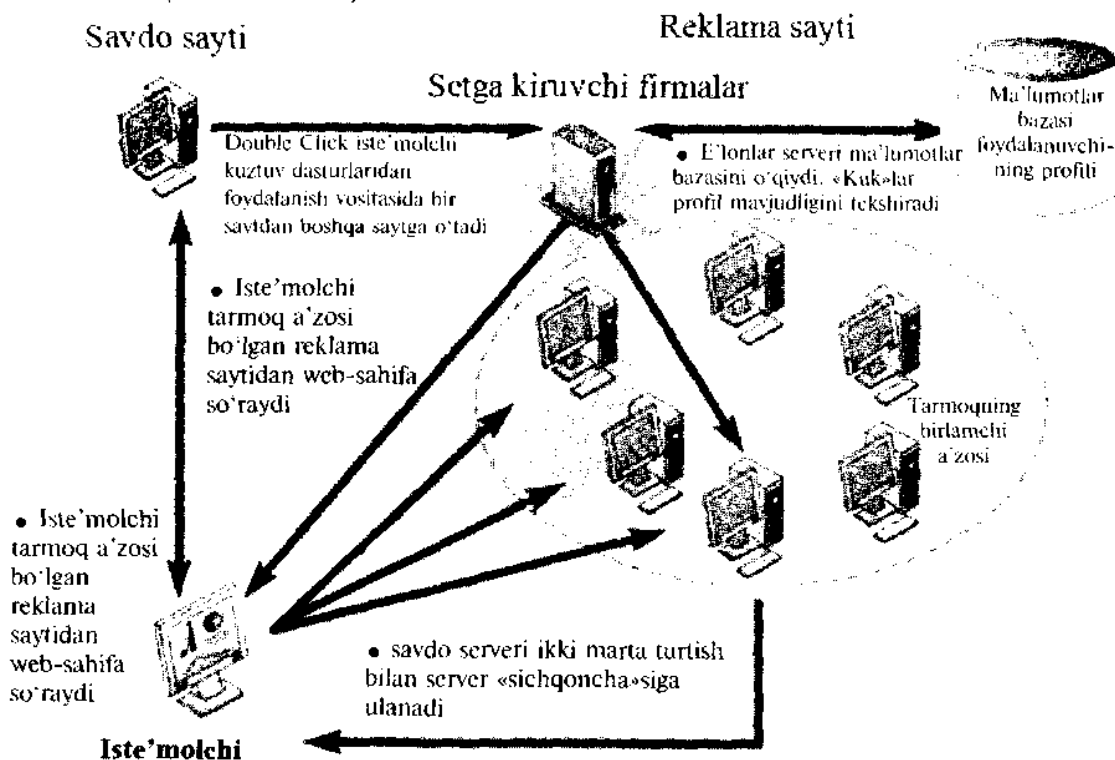 Savdo sayti
Reklama sayti
Setga kiruvchi firmalar
Ma'lumotlar
bazasi
foydalanuvchi-
ning profili
Double Click iste'molchi
kuztuv dasturlaridan
foydalanish vositasida bir
saytdan boshqa saytga o'tadi
● E'lonlar serveri ma'lumotlar
bazasini o'qiydi. «Kuk»lar
profil mavjudligini tekshiradi
● Iste'molchi
tarmoq a'zosi
bo'lgan reklama
saytidan web-sahifa
so'raydi
Tarmoqning
birlamchi
a'zosi
● Iste'molchi
tarmoq a'zosi
bo'lgan
reklama
saytidan
web-sahifa
so'raydi
● savdo serveri ikki marta turtish
bilan server «sichqoncha»siga
ulanadi
Iste'molchi